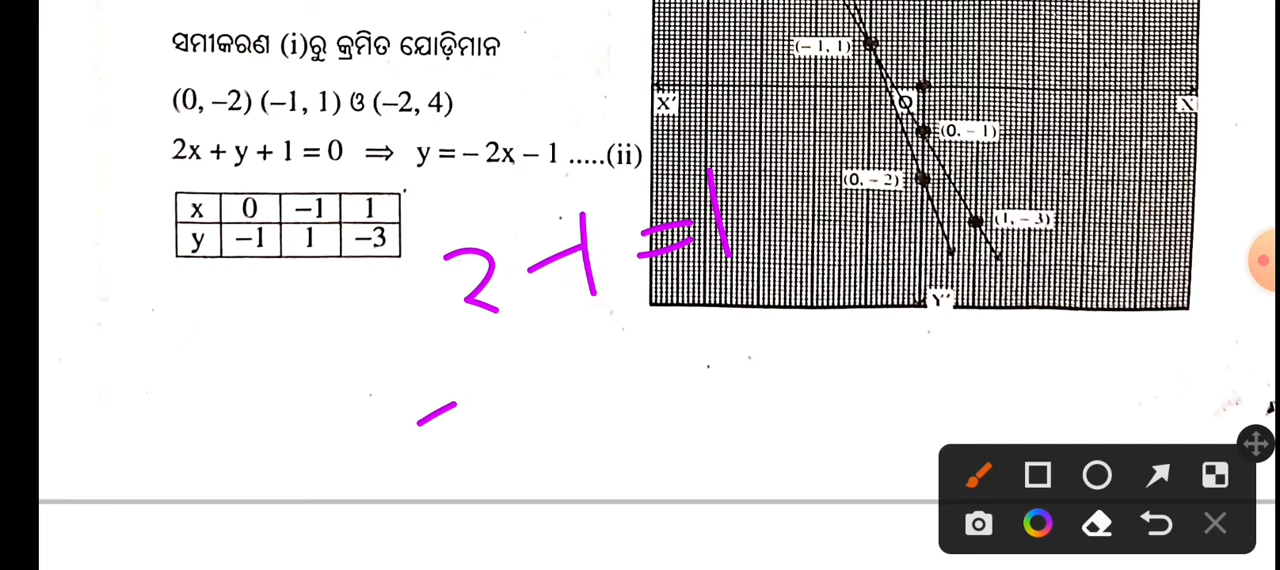 ସମୀକରଣ (i)ରୁ କ୍ରମିତ ଯୋଡ଼ିମାନ
(0, –2) (–1, 1) ଓ (–2, 4)
2x + y + 1 = 0 ⇒ y = – 2x – 1 .....(ii)
x 0 –1 1
y –1 1 –3
2 - 1 = 1
-
(– 1, 1)
X′ O X
(0, – 1)
(0, – 2)
(1, – 3)
Y′